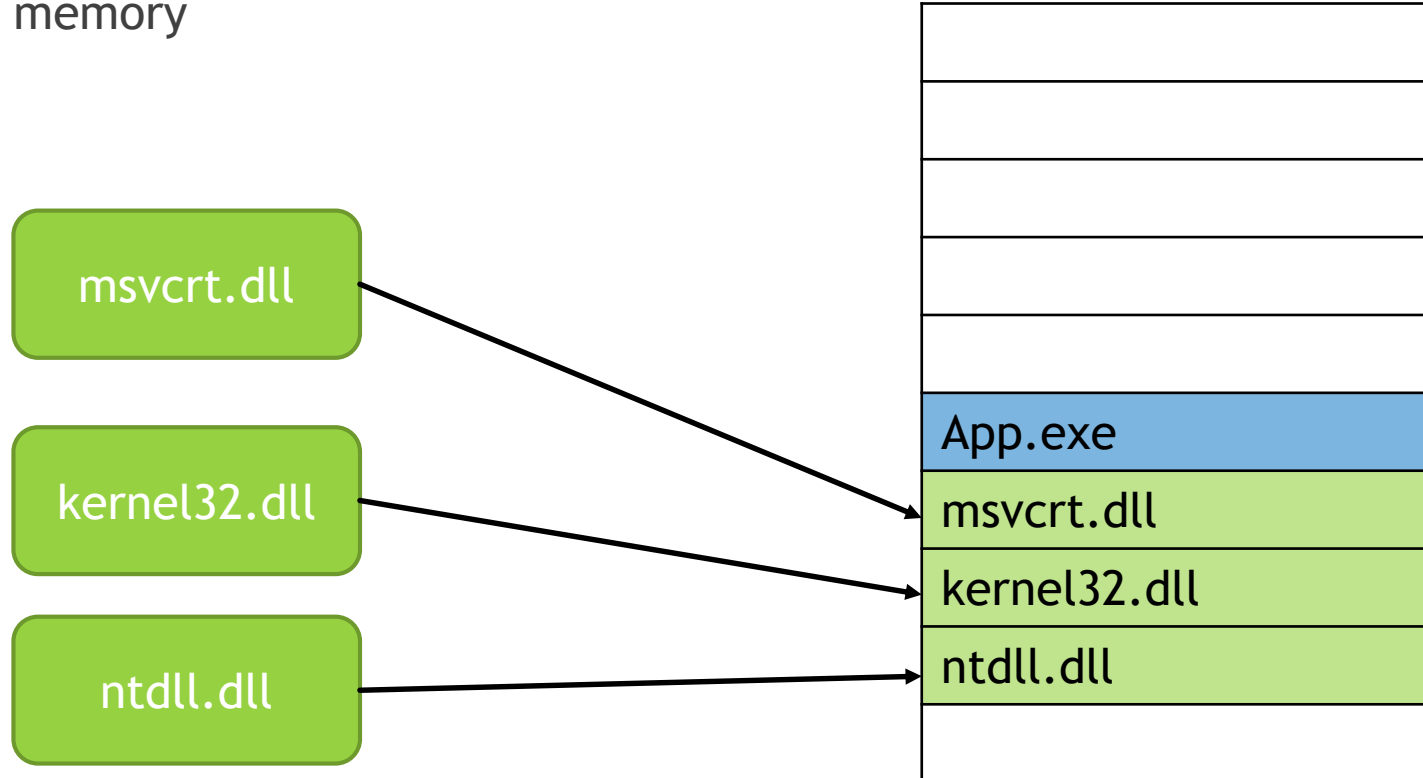 memory
msvcrt.dll
kernel32.dll
ntdll.dll
App.exe
msvcrt.dll
kernel32.dll
ntdll.dll